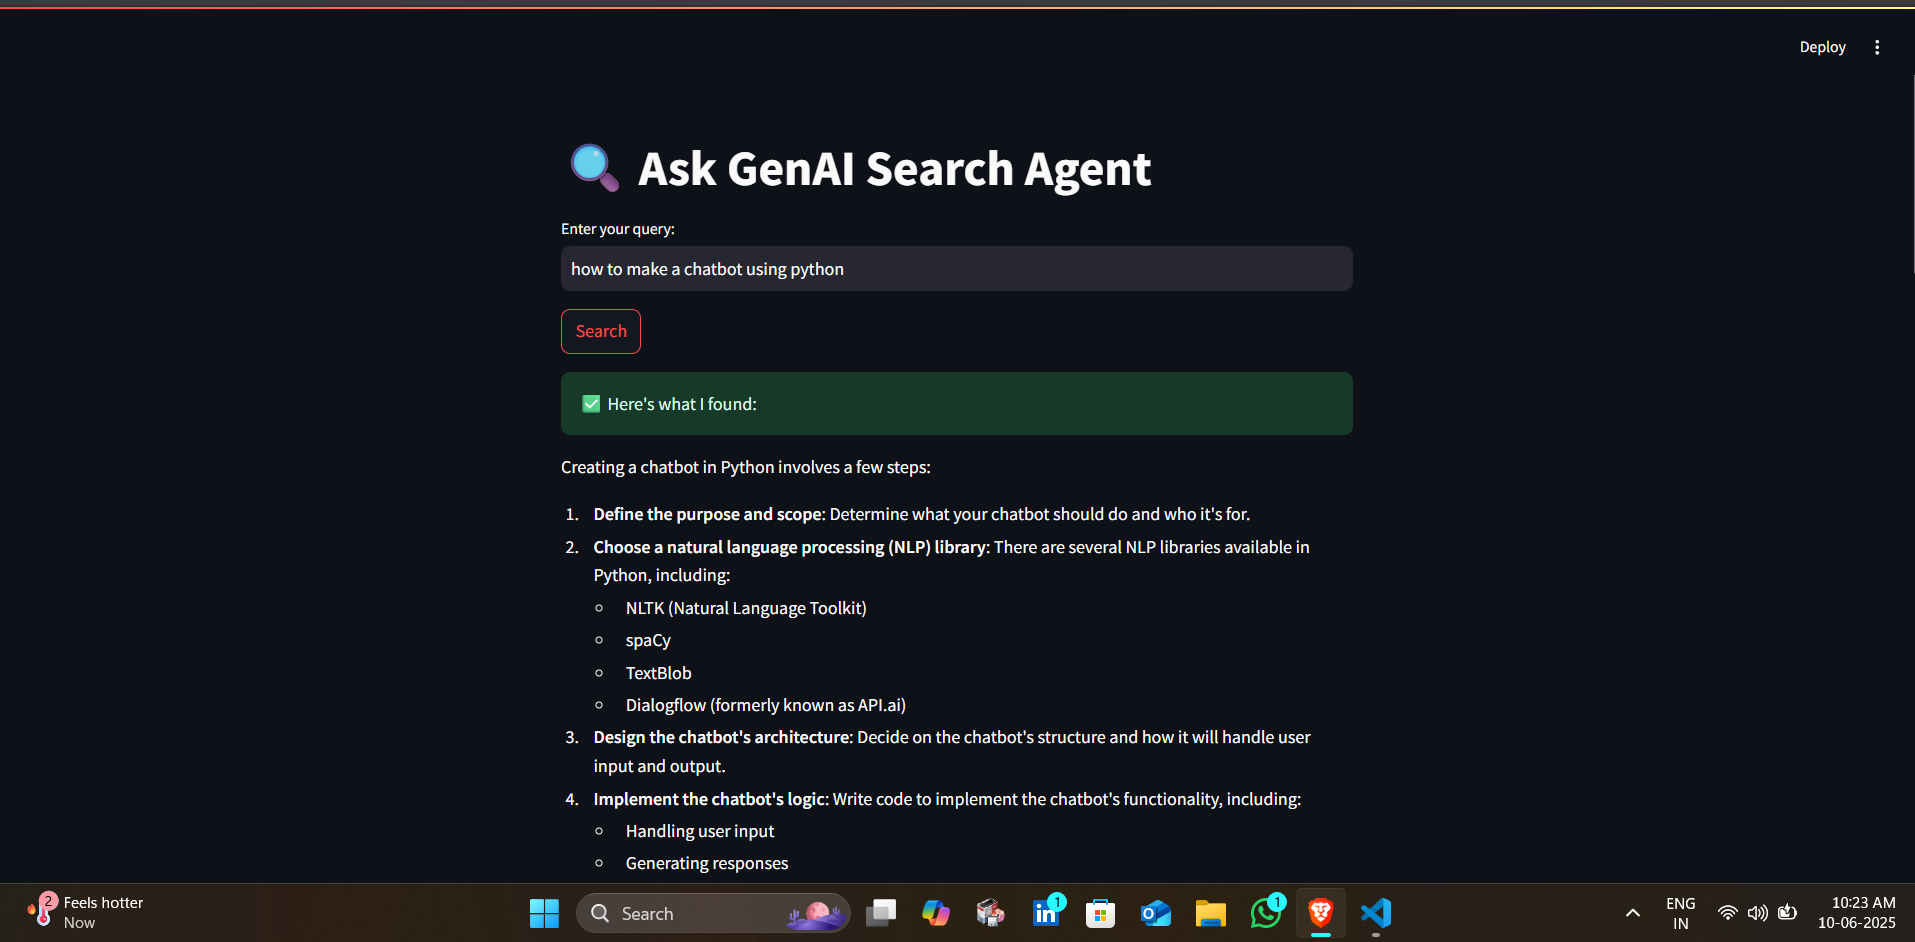 Deploy
Ask GenAI Search Agent
Enter your query:
how to make a chatbot using python
Search
Here's what I found:
Creating a chatbot in Python involves a few steps:
1. Define the purpose and scope: Determine what your chatbot should do and who it's for.
2. Choose a natural language processing (NLP) library: There are several NLP libraries available in
Python, including:
NLTK (Natural Language Toolkit)
spaCy
TextBlob
Dialogflow (formerly known as API.ai)
3. Design the chatbot's architecture: Decide on the chatbot's structure and how it will handle user
input and output.
4. Implement the chatbot's logic: Write code to implement the chatbot's functionality, including:
Handling user input
Generating responses
2
Feels hotter
Now
Search
in
1
1
ENG
IN
10:23 AM
10-06-2025